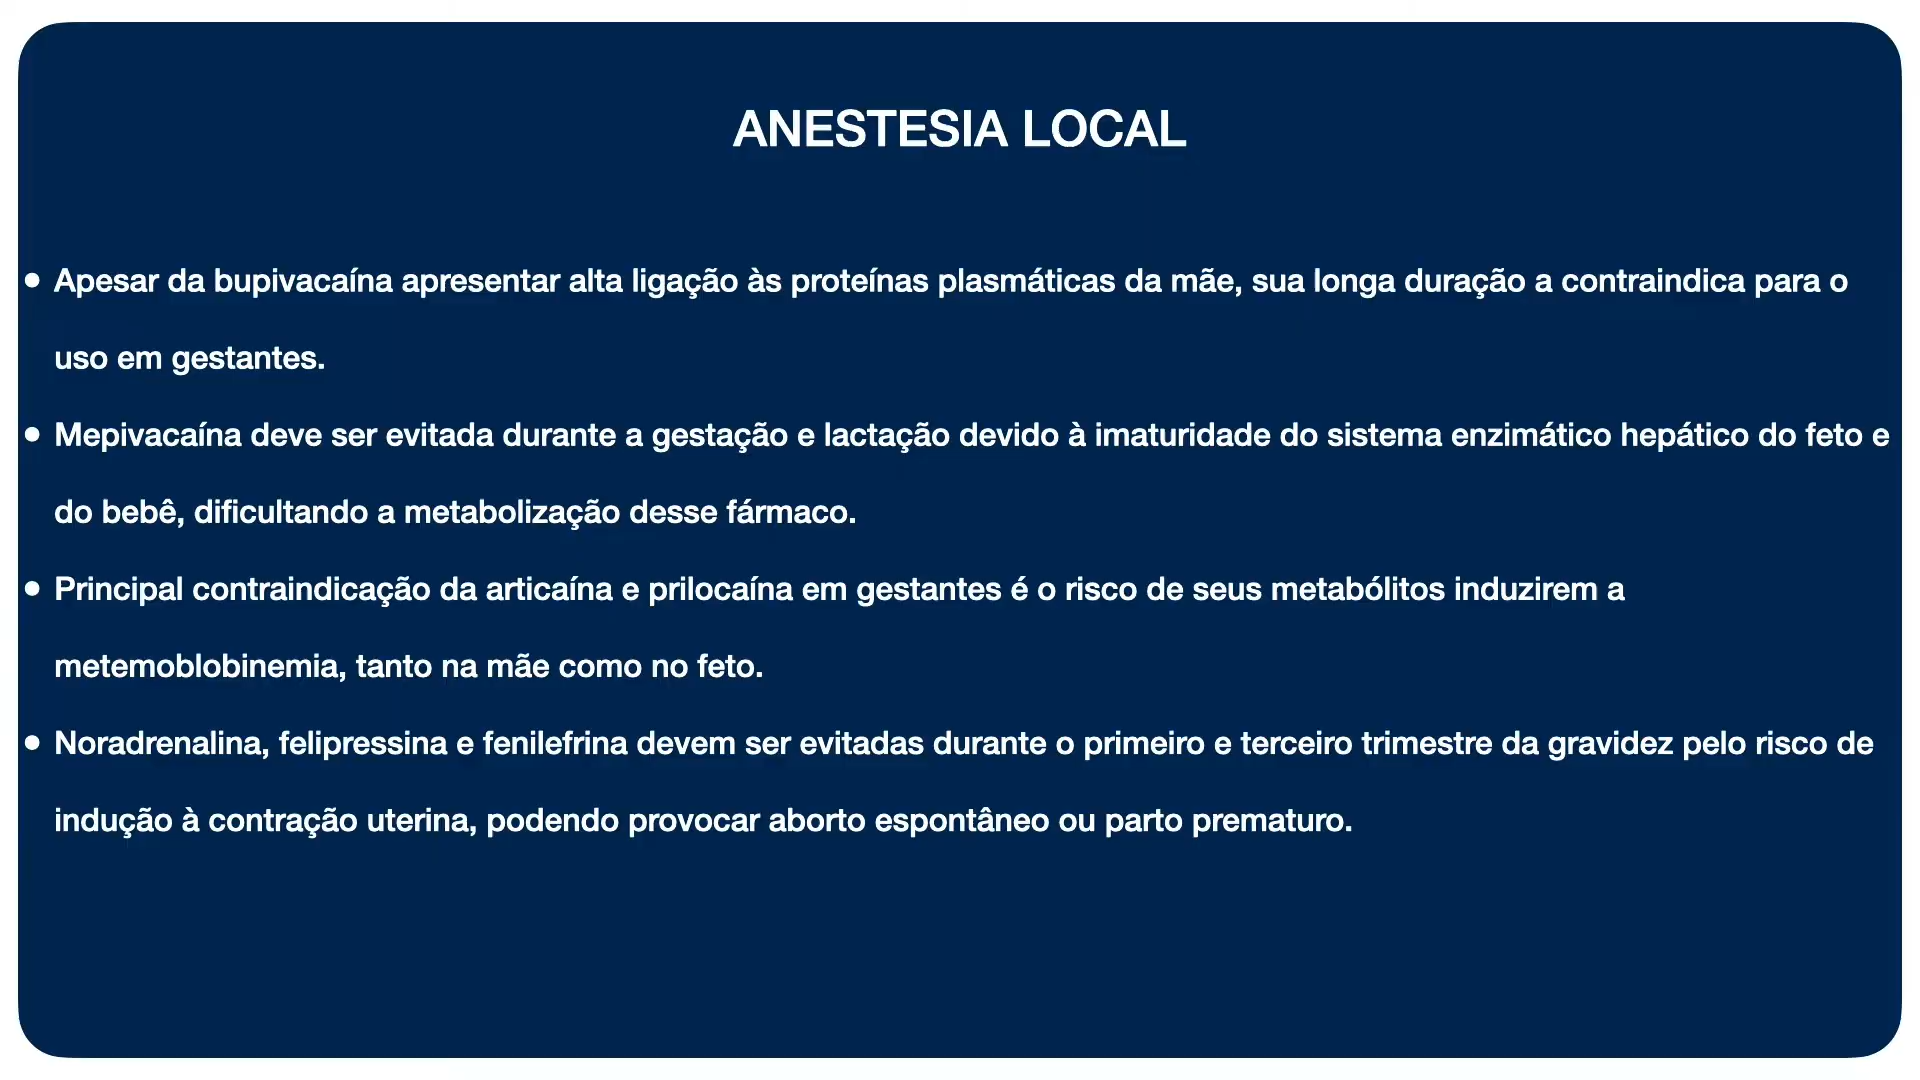 ANESTESIA LOCAL
• Apesar da bupivacaína apresentar alta ligação às proteínas plasmáticas da mãe, sua longa duração a contraindica para o
uso em gestantes.
• Mepivacaína deve ser evitada durante a gestação e lactação devido à imaturidade do sistema enzimático hepático do feto e
do bebê, dificultando a metabolização desse fármaco.
• Principal contraindicação da articaína e prilocaína em gestantes é o risco de seus metabólitos induzirem a
metemoblobinemia, tanto na mãe como no feto.
• Noradrenalina, felipressina e fenilefrina devem ser evitadas durante o primeiro e terceiro trimestre da gravidez pelo risco de
indução à contração uterina, podendo provocar aborto espontâneo ou parto prematuro.